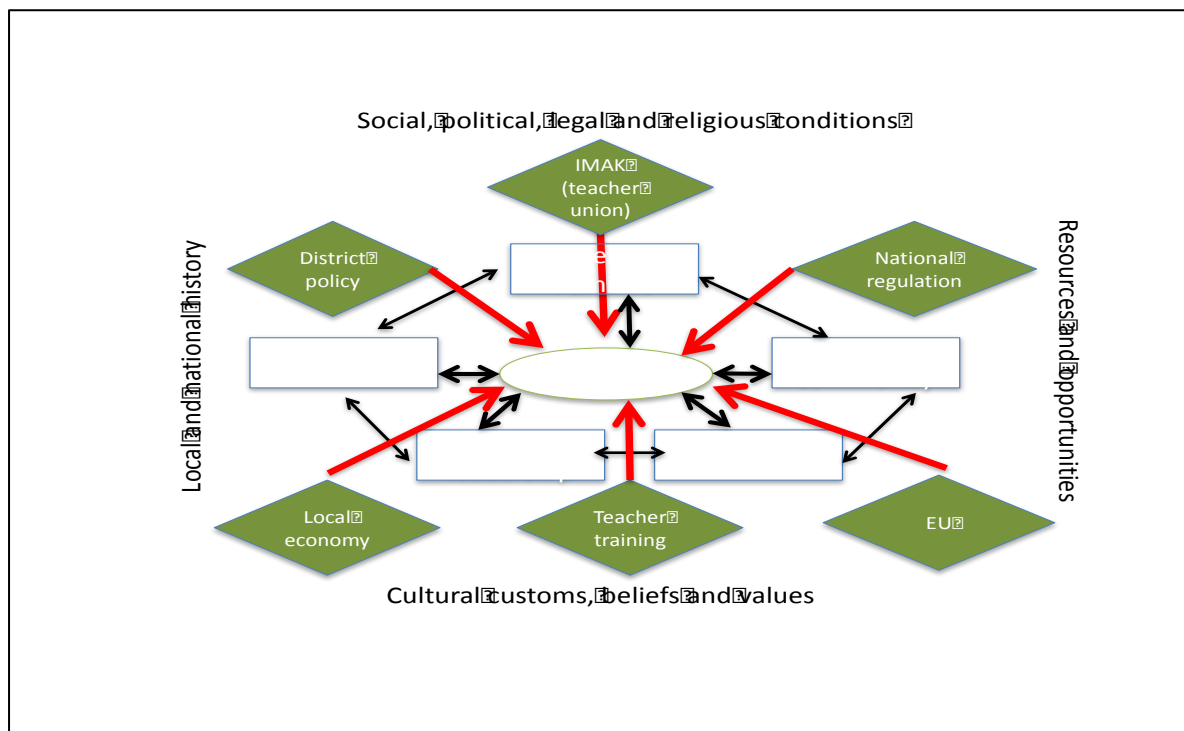 Social, political, legal and religious conditions
IMAK
(teacher
union)
District
policy
National
regulation
Local and national history
Resources and opportunities
Local
economy
Teacher
training
EU
Cultural customs, beliefs and values